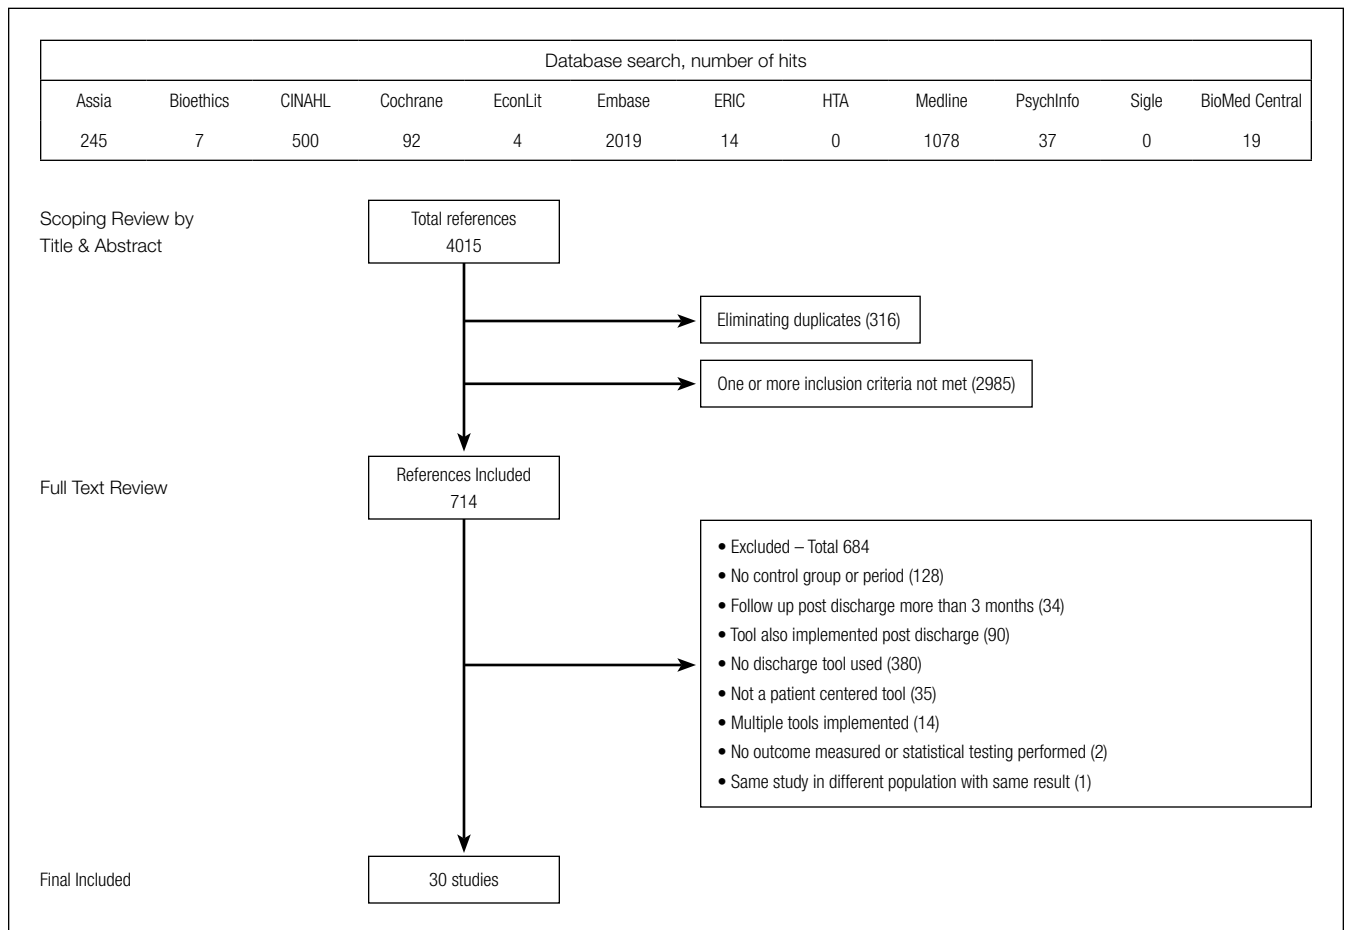 Database search, number of hits
Assia Bioethics CINAHL Cochrane EconLit Embase ERIC HTA Medline PsychInfo Sigle BioMed Central
245 7 500 92 4 2019 14 0 1078 37 0 19
Scoping Review by
Title & Abstract
Total references
4015
Eliminating duplicates (316)
One or more inclusion criteria not met (2985)
Full Text Review
References Included
714
• Excluded – Total 684
• No control group or period (128)
• Follow up post discharge more than 3 months (34)
• Tool also implemented post discharge (90)
• No discharge tool used (380)
• Not a patient centered tool (35)
• Multiple tools implemented (14)
• No outcome measured or statistical testing performed (2)
• Same study in different population with same result (1)
Final Included
30 studies